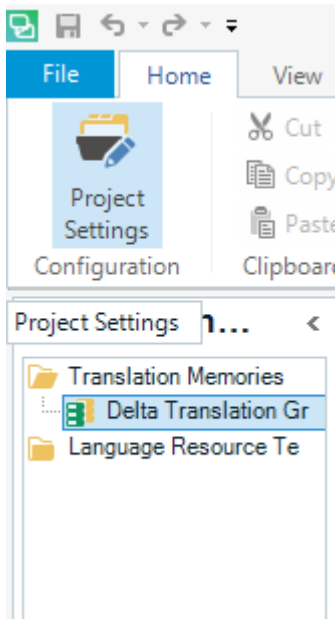 File Home View
Cut
Copy
Paste
Project
Settings
Configuration Clipboar
Project Settings
Translation Memories
Delta Translation Gr
Language Resource Te